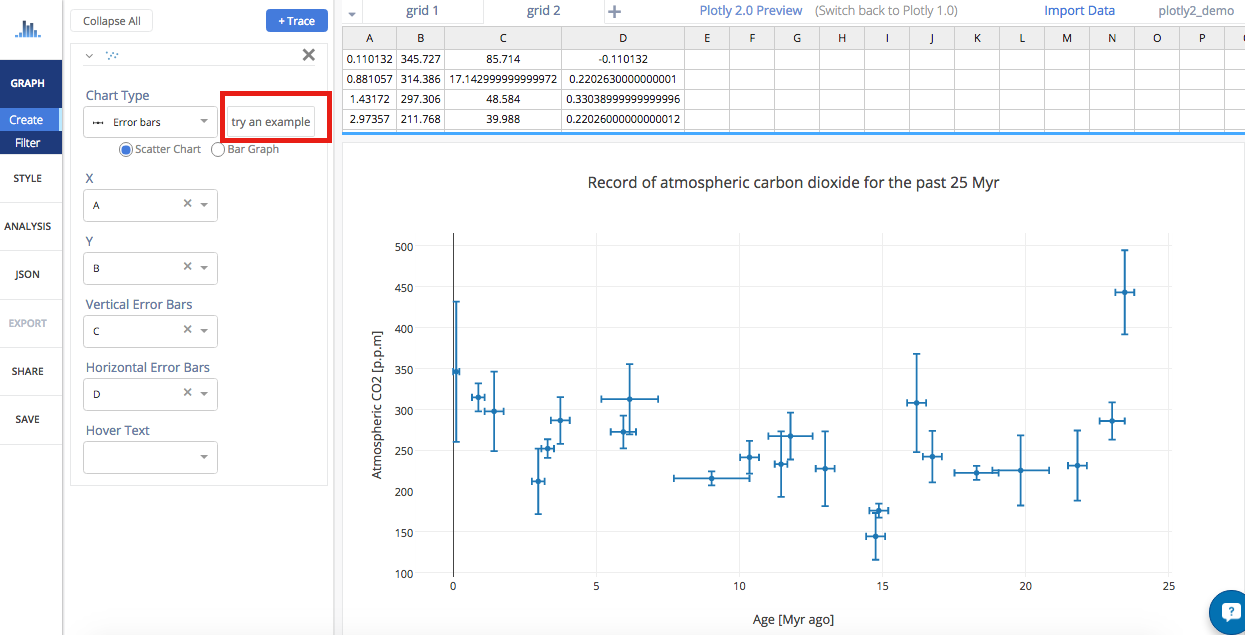 Collapse All
+ Trace
GRAPH
Create
Filter
STYLE
ANALYSIS
JSON
EXPORT
SHARE
SAVE
Chart Type
Error bars
try an example
Scatter Chart Bar Graph
X
A
Y
B
Vertical Error Bars
C
Horizontal Error Bars
D
Hover Text
grid 1 grid 2 + Plotly 2.0 Preview (Switch back to Plotly 1.0) Import Data plotly2_demo
A B C D E F G H I J K L M N O P
0.110132 345.727 85.714 -0.110132
0.881057 314.386 17.142999999999972 0.2202630000000001
1.43172 297.306 48.584 0.33038999999999996
2.97357 211.768 39.988 0.22026000000000012
Record of atmospheric carbon dioxide for the past 25 Myr
Atmospheric CO2 [p.p.m]
500
450
400
350
300
250
200
150
100
0 5 10 15 20 25
Age [Myr ago]
?